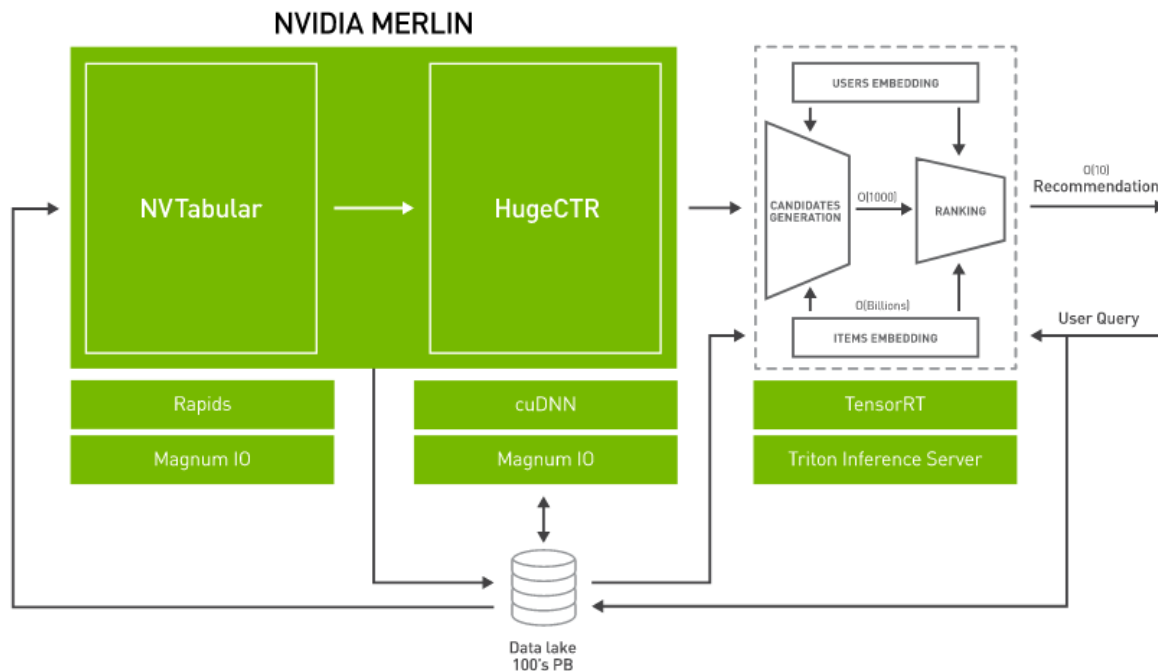 NVIDIA MERLIN
NVTabular
HugeCTR
USERS EMBEDDING
CANDIDATES
GENERATION
O(1000)
RANKING
O(Billions)
ITEMS EMBEDDING
O(10)
Recommendation
User Query
Rapids
cuDNN
TensorRT
Magnum IO
Magnum IO
Triton Inference Server
Data lake
100's PB